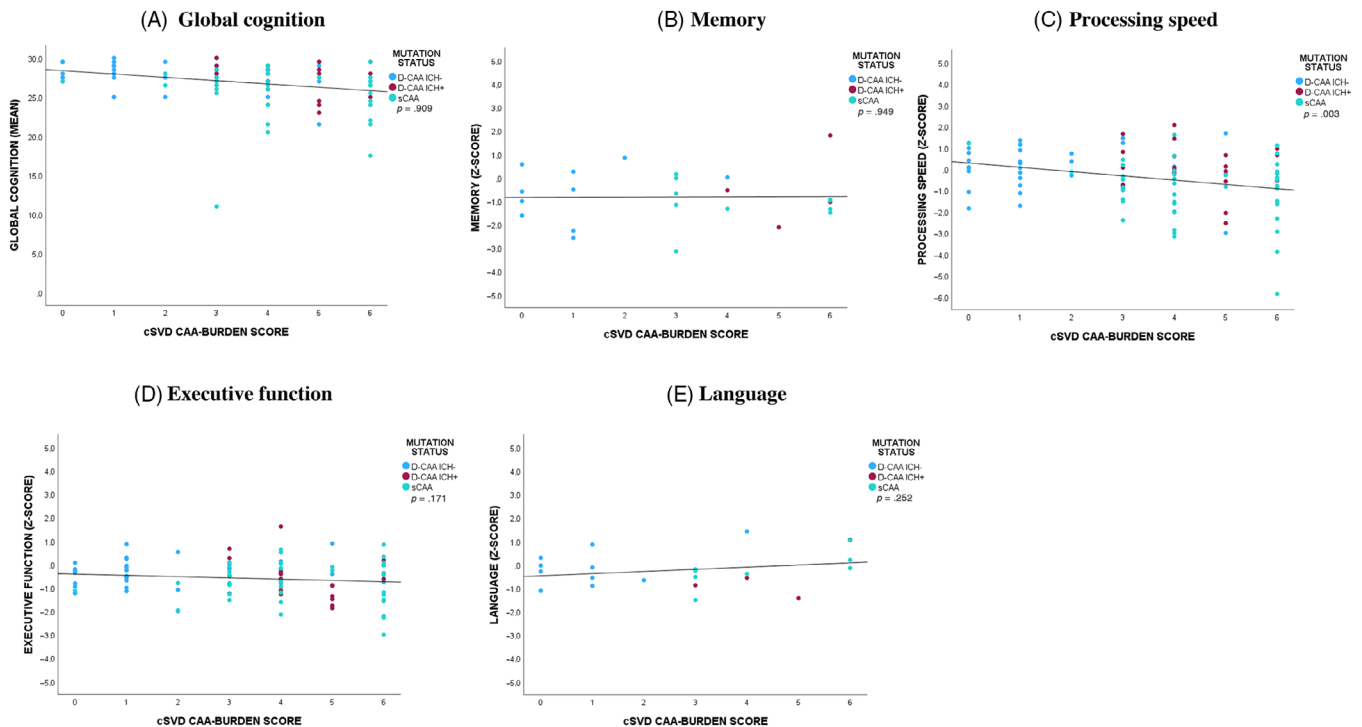 (A) Global cognition
GLOBAL COGNITION (MEAN)
30.0
25.0
20.0
15.0
10.0
5.0
.0
0 1 2 3 4 5 6
cSVD CAA-BURDEN SCORE
MUTATION
STATUS
D-CAA ICH-
D-CAA ICH+
sCAA
p = .909
(B) Memory
MEMORY (Z-SCORE)
5.0
4.0
3.0
2.0
1.0
.0
−1.0
−2.0
−3.0
−4.0
−5.0
0 1 2 3 4 5 6
cSVD CAA-BURDEN SCORE
MUTATION
STATUS
D-CAA ICH-
D-CAA ICH+
sCAA
p = .949
(C) Processing speed
PROCESSING SPEED (Z-SCORE)
5.0
4.0
3.0
2.0
1.0
.0
−1.0
−2.0
−3.0
−4.0
−5.0
−6.0
0 1 2 3 4 5 6
cSVD CAA-BURDEN SCORE
MUTATION
STATUS
D-CAA ICH-
D-CAA ICH+
sCAA
p = .003
(D) Executive function
EXECUTIVE FUNCTION (Z-SCORE)
5.0
4.0
3.0
2.0
1.0
.0
−1.0
−2.0
−3.0
−4.0
−5.0
0 1 2 3 4 5 6
cSVD CAA-BURDEN SCORE
MUTATION
STATUS
D-CAA ICH-
D-CAA ICH+
sCAA
p = .171
(E) Language
LANGUAGE (Z-SCORE)
5.0
4.0
3.0
2.0
1.0
.0
−1.0
−2.0
−3.0
−4.0
−5.0
0 1 2 3 4 5 6
cSVD CAA-BURDEN SCORE
MUTATION
STATUS
D-CAA ICH-
D-CAA ICH+
sCAA
p = .252